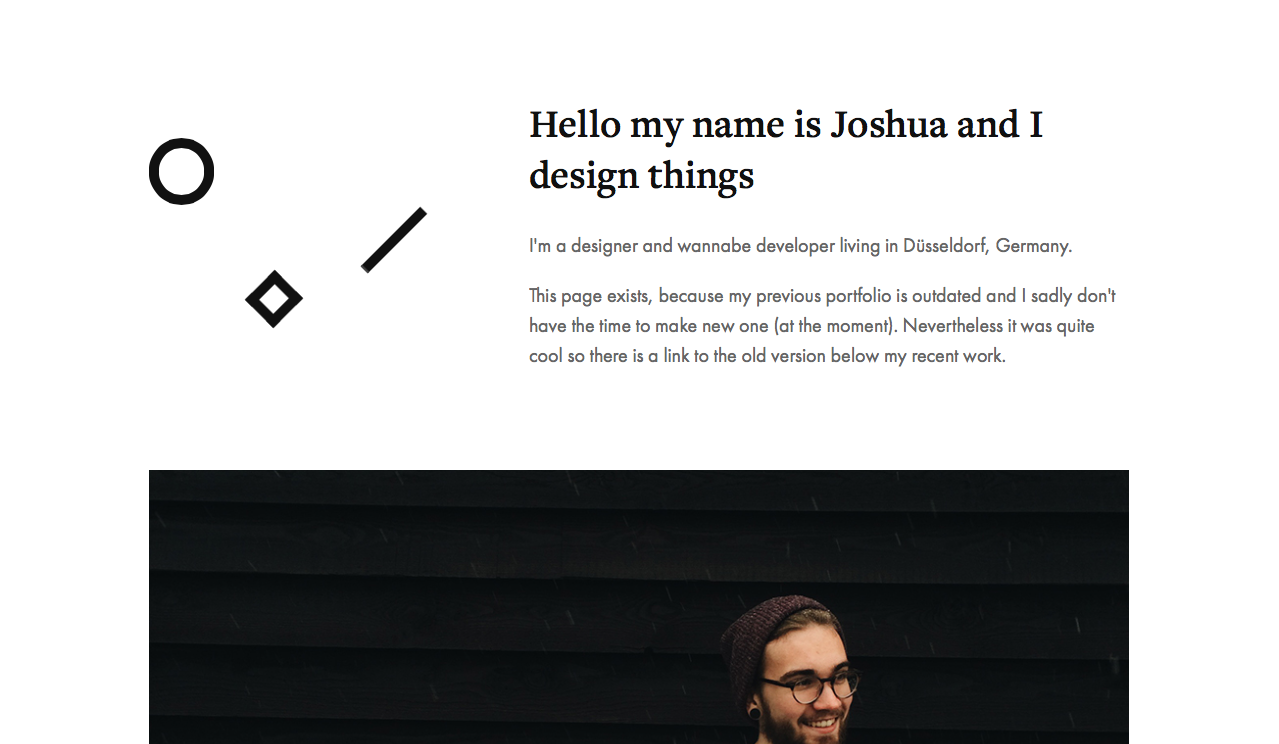 Hello my name is Joshua and I
design things
I'm a designer and wannabe developer living in Düsseldorf, Germany.
This page exists, because my previous portfolio is outdated and I sadly don't
have the time to make new one (at the moment). Nevertheless it was quite
cool so there is a link to the old version below my recent work.